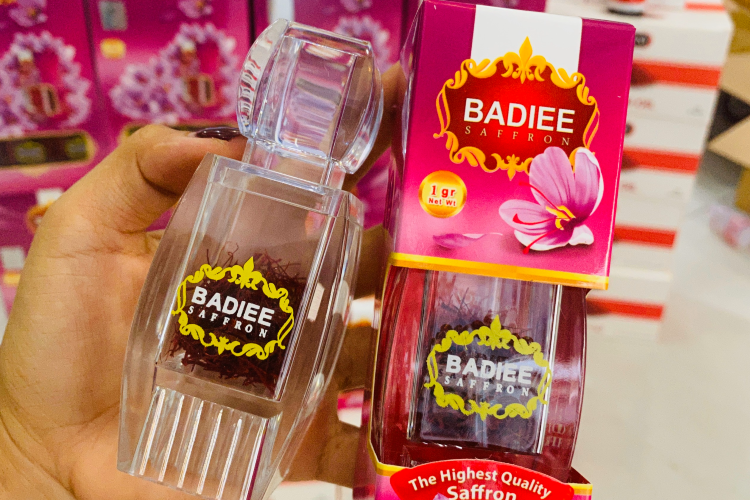 BADIEE
SAFFRON
1 gr
Net Wt
BADIEE
SAFFRON
BADIEE
SAFFRON
The Highest Quality
Saffron